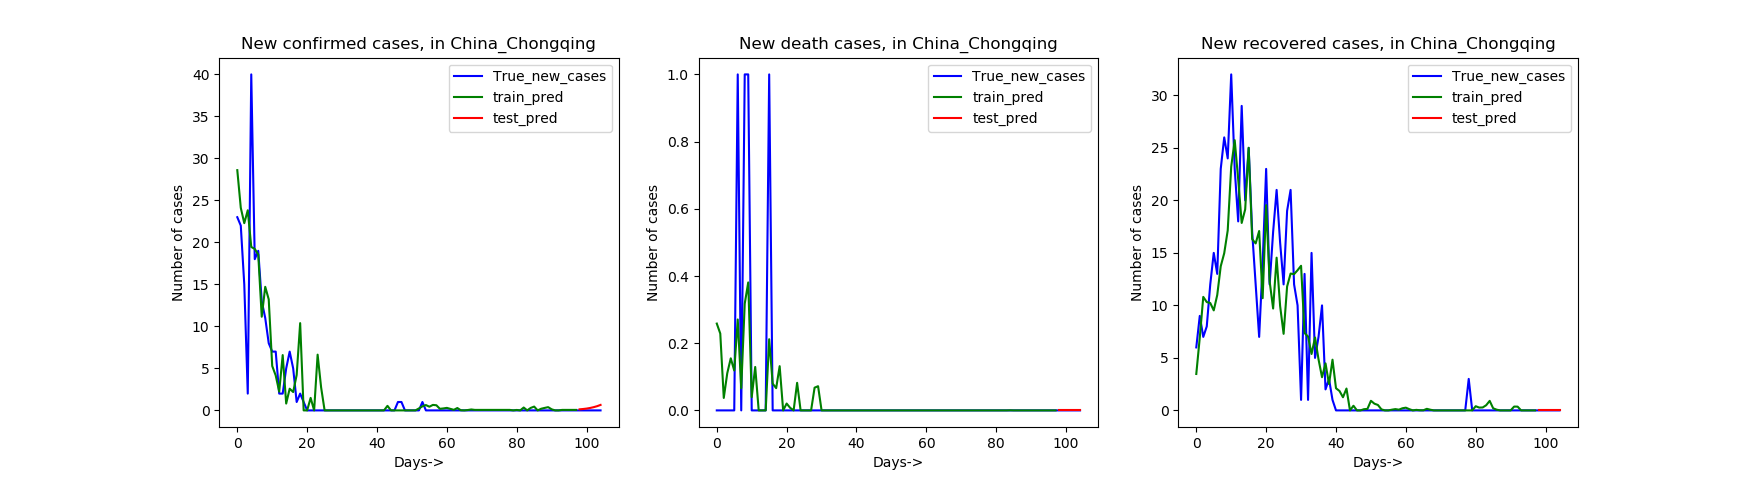 New confirmed cases, in China_Chongqing
40
35
30
25
20
15
10
5
0
Number of cases
True_new_cases
train_pred
test_pred
0 20 40 60 80 100
Days->
New death cases, in China_Chongqing
1.0
0.8
0.6
0.4
0.2
0.0
Number of cases
True_new_cases
train_pred
test_pred
0 20 40 60 80 100
Days->
New recovered cases, in China_Chongqing
30
25
20
15
10
5
0
Number of cases
True_new_cases
train_pred
test_pred
0 20 40 60 80 100
Days->